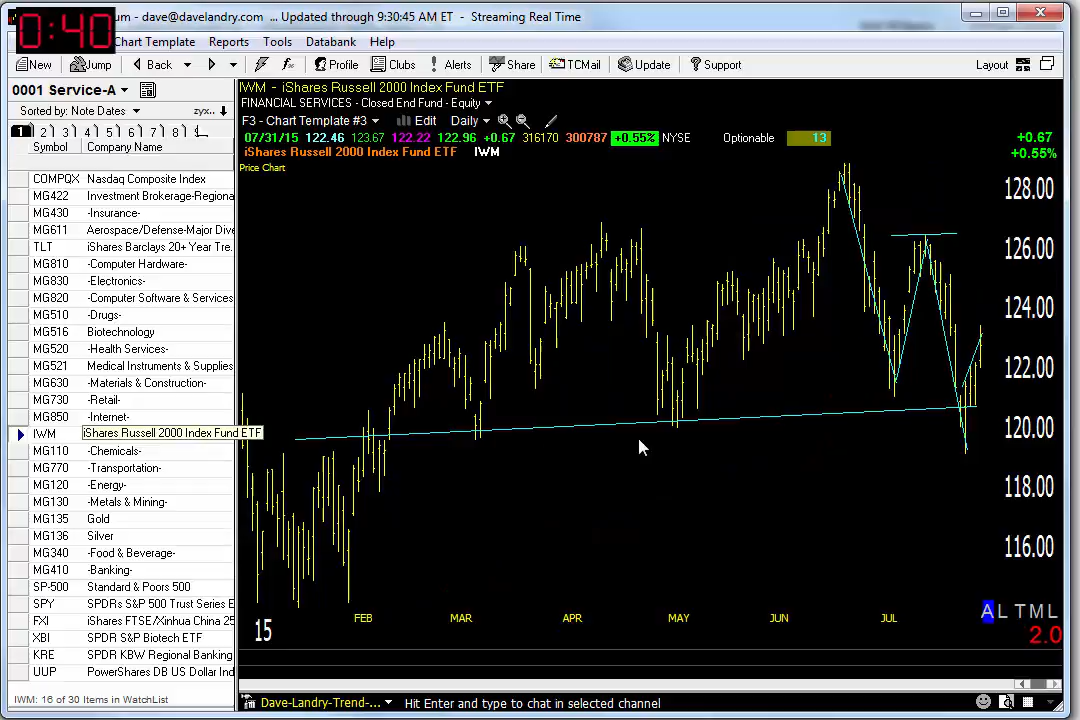 0:40
um - dave@davelandry.com ... Updated through 9:30:45 AM ET - Streaming Real Time
Chart Template Reports Tools Databank Help
New Jump Back Profile Clubs Alerts Share TCMail Update Support Layout
0001 Service-A
Sorted by: Note Dates zyx..
1 2 3 4 5 6 7 8
Symbol Company Name
COMPQX Nasdaq Composite Index
MG422 Investment Brokerage-Regiona
MG430 -Insurance-
MG611 Aerospace/Defense-Major Dive
TLT iShares Barclays 20+ Year Tre.
MG810 -Computer Hardware-
MG830 -Electronics-
MG820 -Computer Software & Services
MG510 -Drugs-
MG516 Biotechnology
MG520 -Health Services-
MG521 Medical Instruments & Supplies
MG630 -Materials & Construction-
MG730 -Retail-
MG850 -Internet-
IWM iShares Russell 2000 Index Fund ETF
MG110 -Chemicals-
MG770 -Transportation-
MG120 -Energy-
MG130 -Metals & Mining-
MG135 Gold
MG136 Silver
MG340 -Food & Beverage-
MG410 -Banking-
SP-500 Standard & Poors 500
SPY SPDRs S&P 500 Trust Series E
FXI iShares FTSE/Xinhua China 25
XBI SPDR S&P Biotech ETF
KRE SPDR KBW Regional Banking
UUP PowerShares DB US Dollar Ind
IWM: 16 of 30 Items in WatchList
IWM - iShares Russell 2000 Index Fund ETF
FINANCIAL SERVICES - Closed End Fund - Equity
F3 - Chart Template #3 Edit Daily
07/31/15 122.46 123.67 122.22 122.96 +0.67 316170 300787 +0.55% NYSE Optionable 13 +0.67
iShares Russell 2000 Index Fund ETF IWM +0.55%
Price Chart
128.00
126.00
124.00
122.00
120.00
118.00
116.00
15 FEB MAR APR MAY JUN JUL
A L T M L
2.0
Dave-Landry-Trend-... Hit Enter and type to chat in selected channel